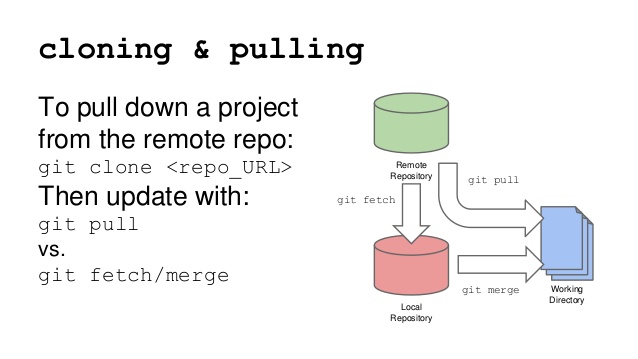 cloning & pulling
To pull down a project
from the remote repo:
git clone <repo_URL>
Then update with:
git pull
vs.
git fetch/merge
Remote
Repository
git pull
git fetch
git merge
Local
Repository
Working
Directory